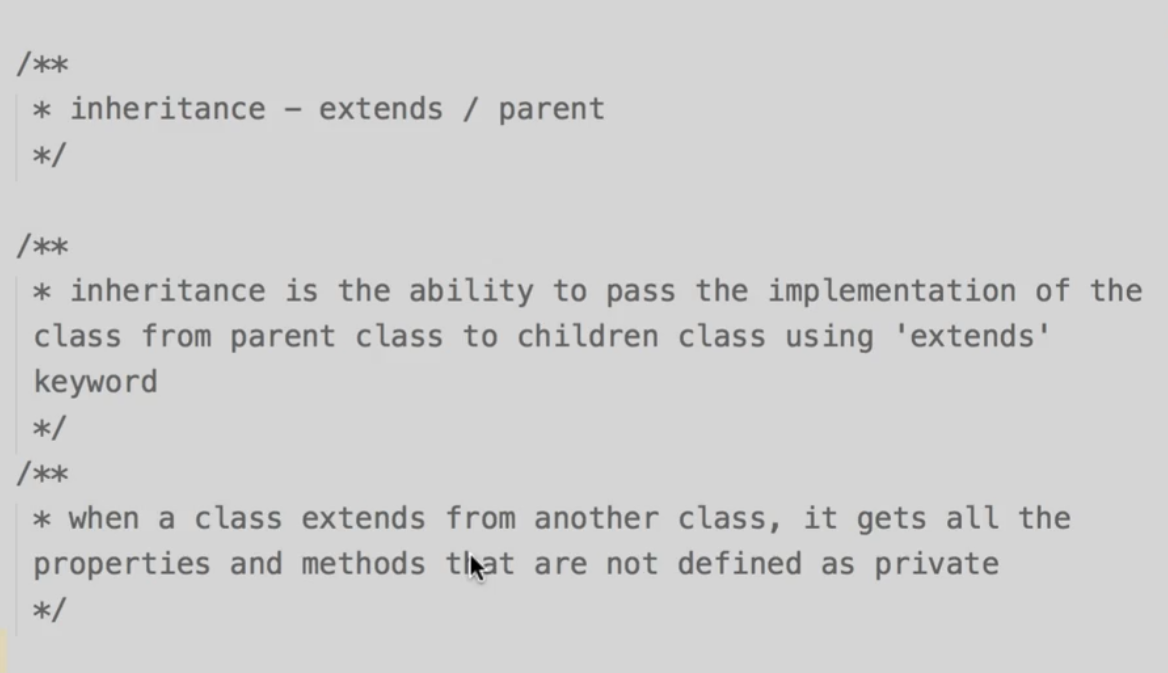 /**
* inheritance – extends / parent
*/
/**
* inheritance is the ability to pass the implementation of the
class from parent class to children class using 'extends'
keyword
*/
/**
* when a class extends from another class, it gets all the
properties and methods that are not defined as private
*/